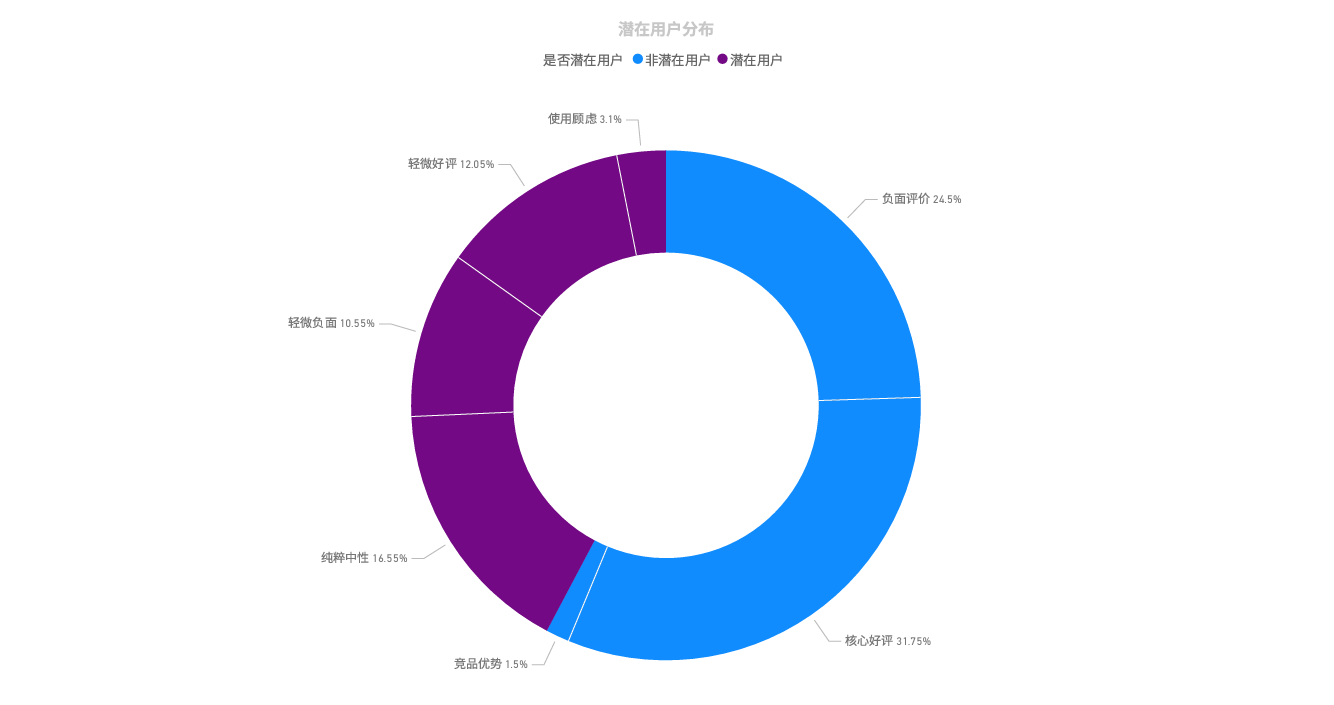 潜在用户分布
是否潜在用户 非潜在用户 潜在用户
使用顾虑 3.1%
轻微好评 12.05%
负面评价 24.5%
轻微负面 10.55%
纯粹中性 16.55%
核心好评 31.75%
竞品优势 1.5%